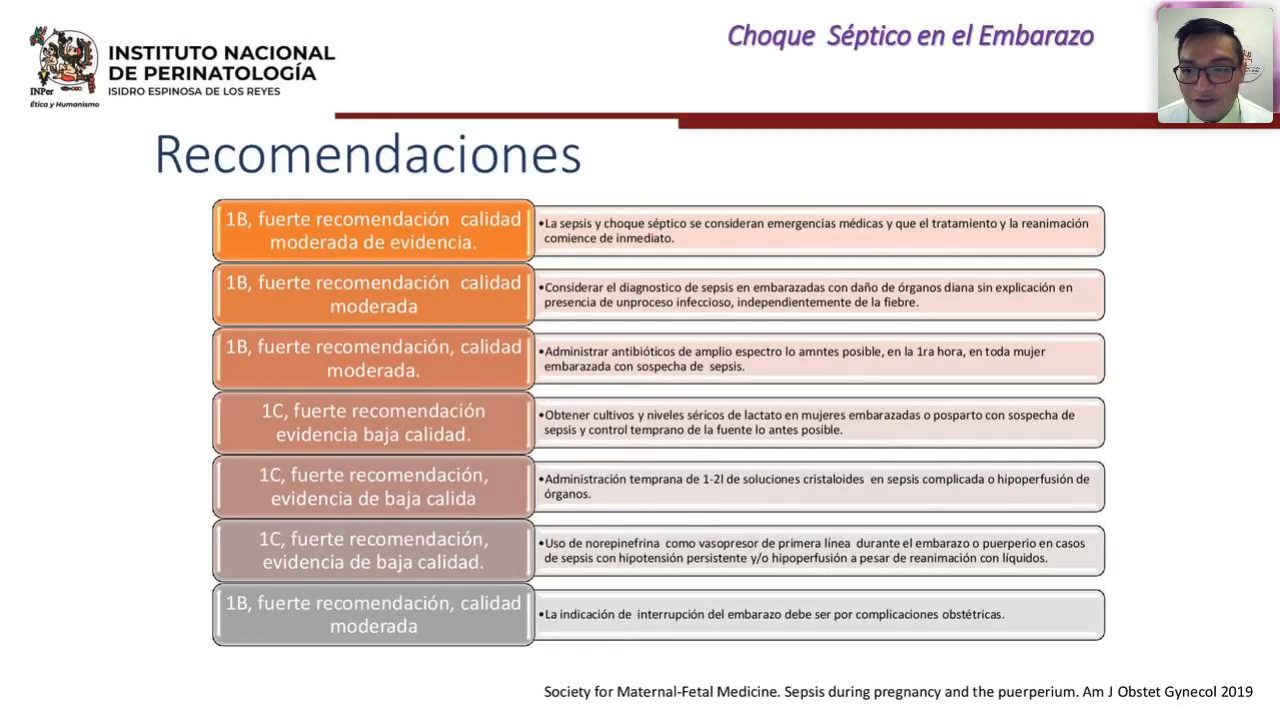 Choque Séptico en el Embarazo
INSTITUTO NACIONAL
DE PERINATOLOGÍA
ISIDRO ESPINOSA DE LOS REYES
INPer
Ética y Humanismo
Recomendaciones
1B, fuerte recomendación calidad
moderada de evidencia.
•La sepsis y choque séptico se consideran emergencias médicas y que el tratamiento y la reanimación
comience de inmediato.
1B, fuerte recomendación calidad
moderada
•Considerar el diagnostico de sepsis en embarazadas con daño de órganos diana sin explicación en
presencia de unproceso infeccioso, independientemente de la fiebre.
1B, fuerte recomendación, calidad
moderada.
•Administrar antibióticos de amplio espectro lo amntes posible, en la 1ra hora, en toda mujer
embarazada con sospecha de sepsis.
1C, fuerte recomendación
evidencia baja calidad.
•Obtener cultivos y niveles séricos de lactato en mujeres embarazadas o posparto con sospecha de
sepsis y control temprano de la fuente lo antes posible.
1C, fuerte recomendación,
evidencia de baja calida
•Administración temprana de 1-2l de soluciones cristaloides en sepsis complicada o hipoperfusión de
órganos.
1C, fuerte recomendación,
evidencia de baja calidad.
•Uso de norepinefrina como vasopresor de primera línea durante el embarazo o puerperio en casos
de sepsis con hipotensión persistente y/o hipoperfusión a pesar de reanimación con líquidos.
1B, fuerte recomendación, calidad
moderada
•La indicación de interrupción del embarazo debe ser por complicaciones obstétricas.
Society for Maternal-Fetal Medicine. Sepsis during pregnancy and the puerperium. Am J Obstet Gynecol 2019